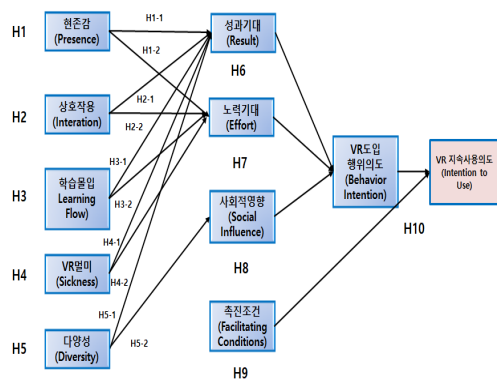 H1
현존감
(Presence)
H1-1
H1-2
성과기대
(Result)
H6
H2
상호작용
(Interation)
H2-1
H2-2
노력기대
(Effort)
H7
H3
학습몰입
Learning
Flow)
H3-1
H3-2
VR도입
행위의도
(Behavior
Intention)
VR 지속사용의도
(Intention to
Use)
H10
사회적영향
(Social
Influence)
H8
H4
VR멀미
(Sickness)
H4-1
H4-2
H5
다양성
(Diversity)
H5-1
H5-2
촉진조건
(Facilitating
Conditions)
H9